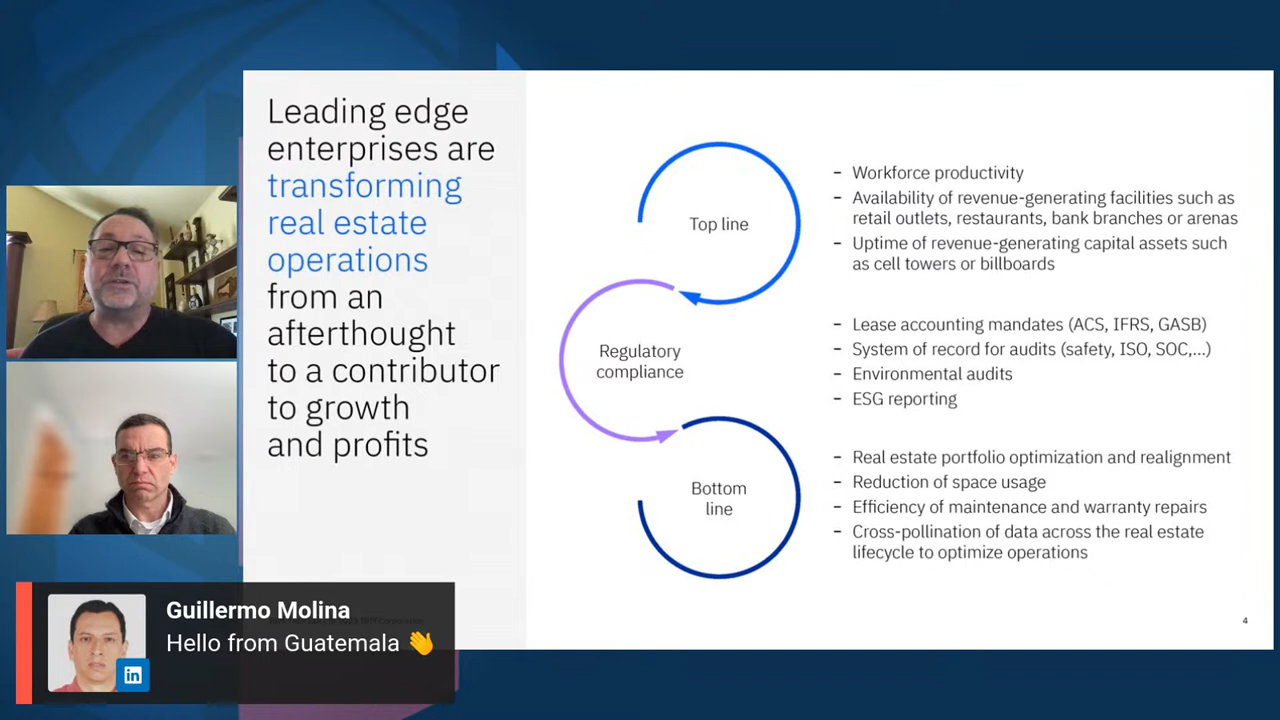 Leading edge
enterprises are
transforming
real estate
operations
from an
afterthought
to a contributor
to growth
and profits
Top line
- Workforce productivity
- Availability of revenue-generating facilities such as
retail outlets, restaurants, bank branches or arenas
- Uptime of revenue-generating capital assets such
as cell towers or billboards
Regulatory
compliance
- Lease accounting mandates (ACS, IFRS, GASB)
- System of record for audits (safety, ISO, SOC,...)
- Environmental audits
- ESG reporting
Bottom
line
- Real estate portfolio optimization and realignment
- Reduction of space usage
- Efficiency of maintenance and warranty repairs
- Cross-pollination of data across the real estate
lifecycle to optimize operations
4
Guillermo Molina
Hello from Guatemala 👋
in